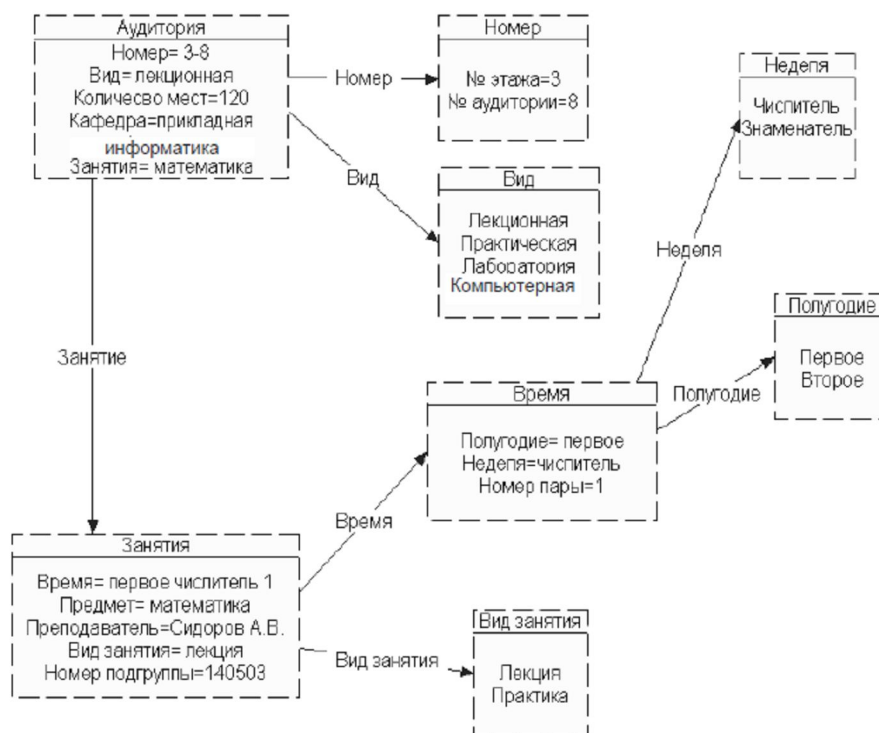 Аудитория
Номер= 3-8
Вид= лекционная
Количесво мест=120
Кафедра=прикладная
информатика
Занятия= математика
Номер
Номер
№ этажа=3
№ аудитории=8
Вид
Вид
Лекционная
Практическая
Лаборатория
Компьютерная
Неделя
Числитель
Знаменатель
Неделя
Полугодие
Первое
Второе
Полугодие
Занятие
Время
Полугодие= первое
Неделя=числитель
Номер пары=1
Время
Занятия
Время= первое числитель 1
Предмет= математика
Преподаватель=Сидоров А.В.
Вид занятия= лекция
Номер подгруппы=140503
Вид занятия
Вид занятия
Лекция
Практика